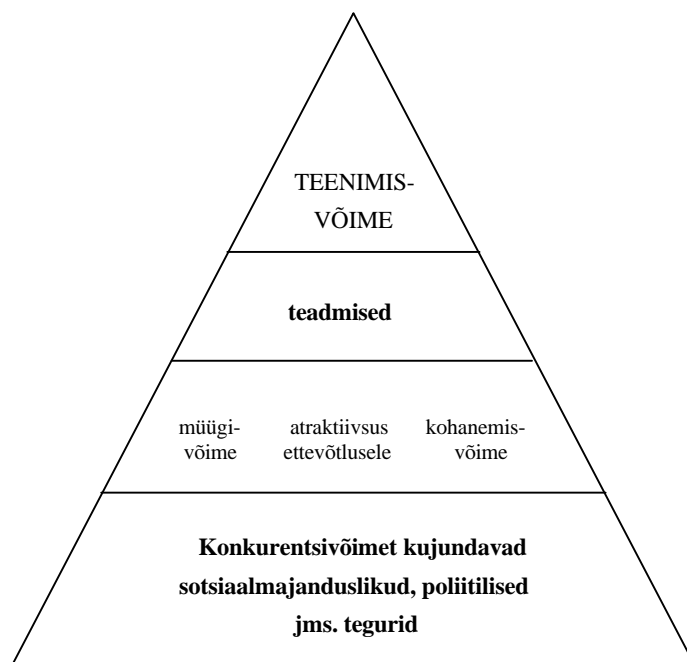 TEENIMIS-
VÕIME
teadmised
müügi- atraktiivsus kohanemis-
võime ettevõtlusele võime
Konkurentsivõimet kujundavad
sotsiaalmajanduslikud, poliitilised
jms. tegurid